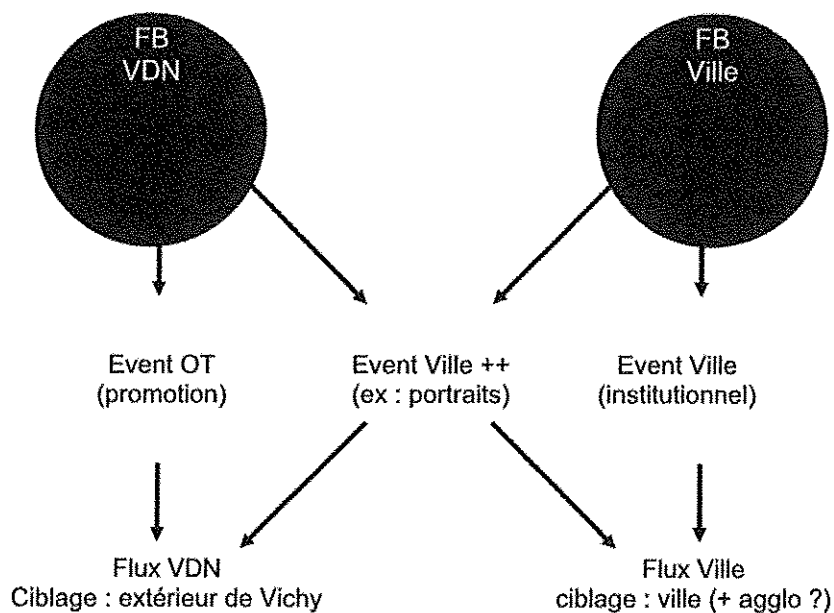 FB
VDN
FB
Ville
Event OT
(promotion)
Event Ville ++
(ex : portraits)
Event Ville
(institutionnel)
Flux VDN
Ciblage : extérieur de Vichy
Flux Ville
ciblage : ville (+ agglo ?)